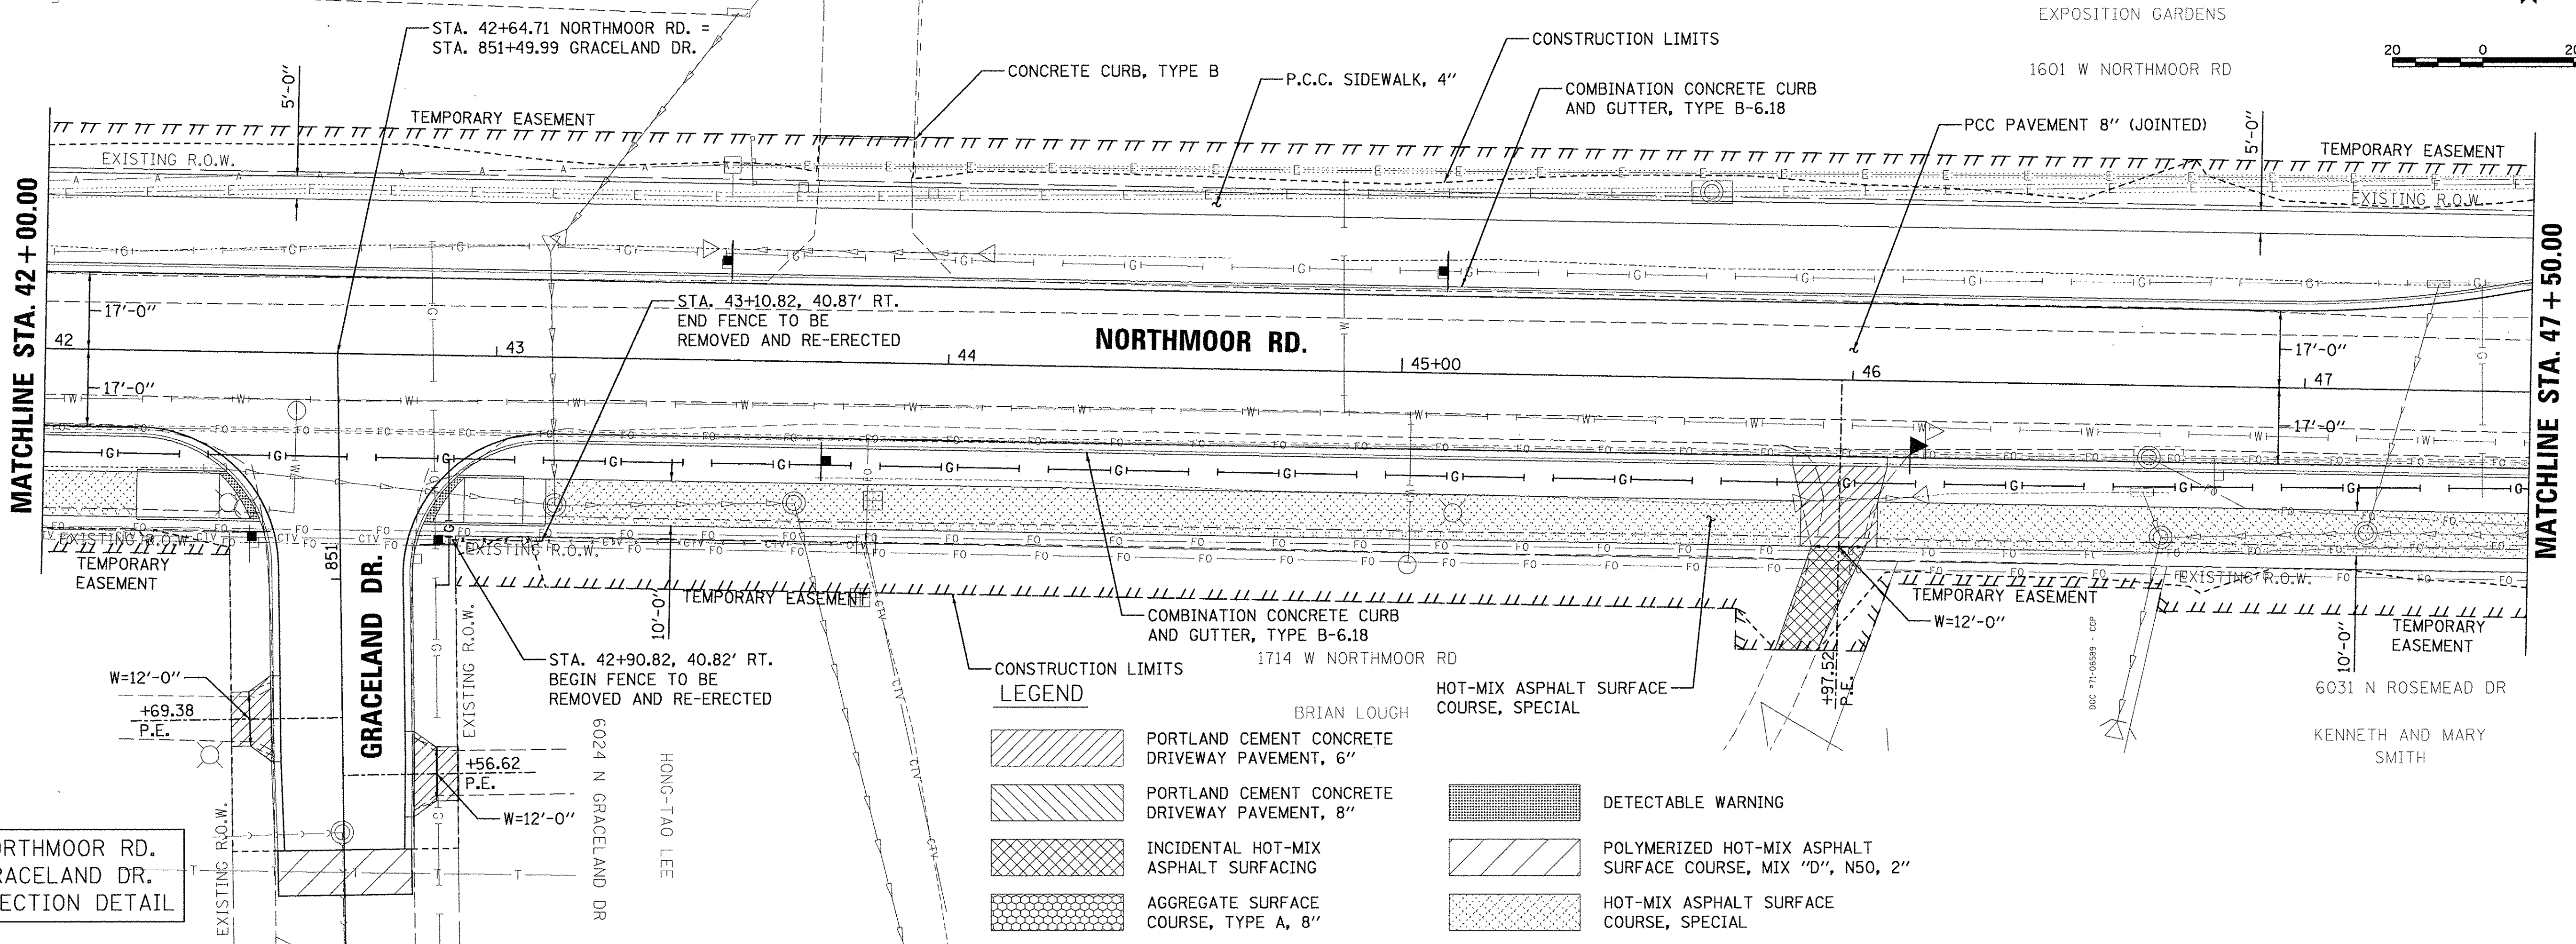 EXPOSITION GARDENS
1601 W NORTHMOOR RD
20 0
STA. 42+64.71 NORTHMOOR RD. =
STA. 851+49.99 GRACELAND DR.
CONSTRUCTION LIMITS
CONCRETE CURB, TYPE B
P.C.C. SIDEWALK, 4"
COMBINATION CONCRETE CURB
AND GUTTER, TYPE B-6.18
PCC PAVEMENT 8" (JOINTED)
5'-0"
TEMPORARY EASEMENT
EXISTING R.O.W.
5'-0"
TEMPORARY EASEMENT
EXISTING R.O.W.
MATCHLINE STA. 42+00.00
MATCHLINE STA. 47+50.00
17'-0"
17'-0"
STA. 43+10.82, 40.87' RT.
END FENCE TO BE
REMOVED AND RE-ERECTED
NORTHMOOR RD.
42
43
44
45+00
46
47
17'-0"
17'-0"
EXISTING R.O.W.
TEMPORARY
EASEMENT
851
GRACELAND DR.
EXISTING R.O.W.
TEMPORARY EASEMENT
10'-0"
COMBINATION CONCRETE CURB
AND GUTTER, TYPE B-6.18
1714 W NORTHMOOR RD
BRIAN LOUGH
CONSTRUCTION LIMITS
STA. 42+90.82, 40.82' RT.
BEGIN FENCE TO BE
REMOVED AND RE-ERECTED
HOT-MIX ASPHALT SURFACE
COURSE, SPECIAL
+97.52
P.E.
W=12'-0"
TEMPORARY EASEMENT
EXISTING R.O.W.
DOC #71-06589 - COP
10'-0"
TEMPORARY
EASEMENT
6031 N ROSEMEAD DR
KENNETH AND MARY
SMITH
W=12'-0"
+69.38
P.E.
+56.62
P.E.
W=12'-0"
EXISTING R.O.W.
EXISTING R.O.W.
6024 N GRACELAND DR
HONG-TAO LEE
ORTHMOOR RD.
RACELAND DR.
ECTION DETAIL
LEGEND
PORTLAND CEMENT CONCRETE
DRIVEWAY PAVEMENT, 6"
PORTLAND CEMENT CONCRETE
DRIVEWAY PAVEMENT, 8"
INCIDENTAL HOT-MIX
ASPHALT SURFACING
AGGREGATE SURFACE
COURSE, TYPE A, 8"
DETECTABLE WARNING
POLYMERIZED HOT-MIX ASPHALT
SURFACE COURSE, MIX "D", N50, 2"
HOT-MIX ASPHALT SURFACE
COURSE, SPECIAL